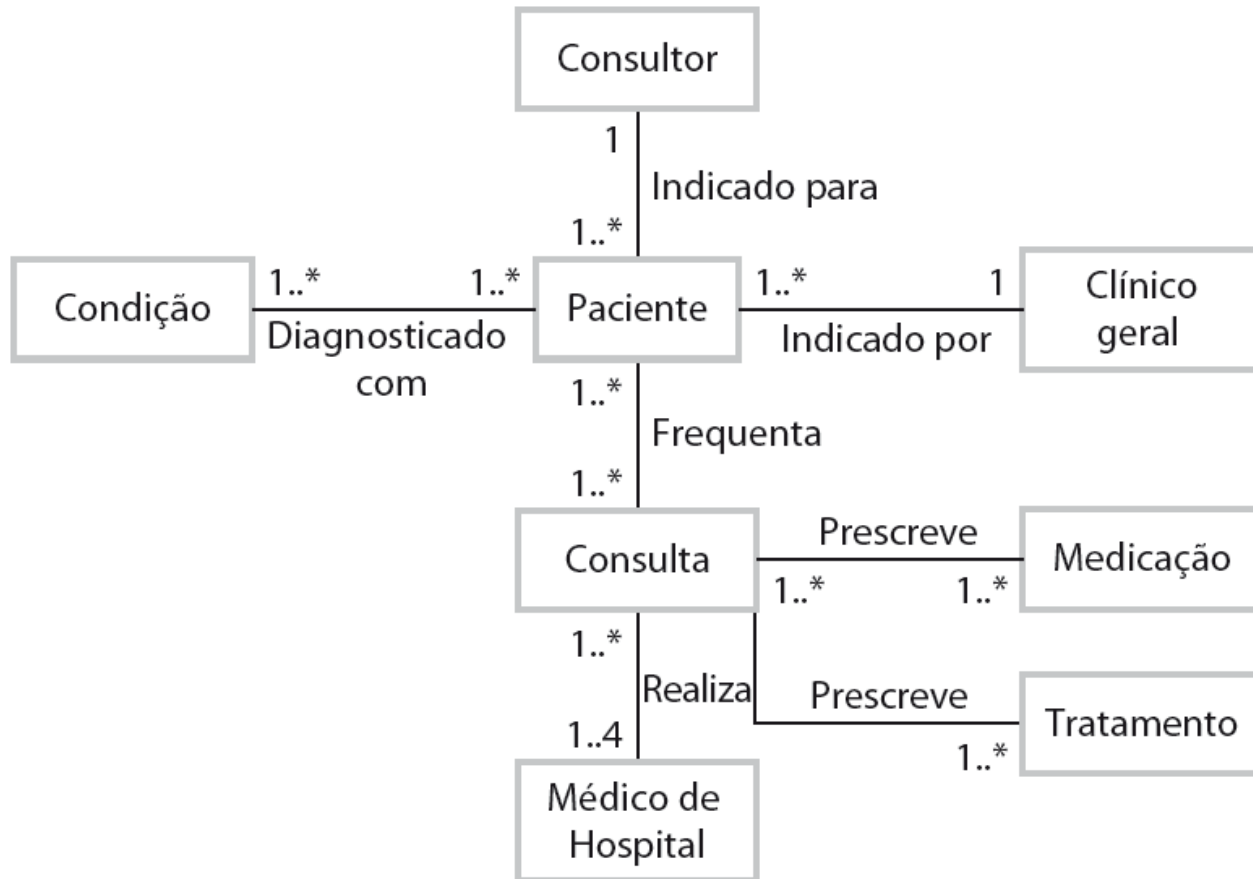 Consultor
1
Indicado para
1..*
Condição
1..*
1..*
Diagnosticado
com
Paciente
1..*
1
Indicado por
Clínico
geral
1..*
Frequenta
1..*
Consulta
Prescreve
1..*
1..*
Medicação
1..*
Realiza
1..4
Prescreve
1..*
Tratamento
Médico de
Hospital